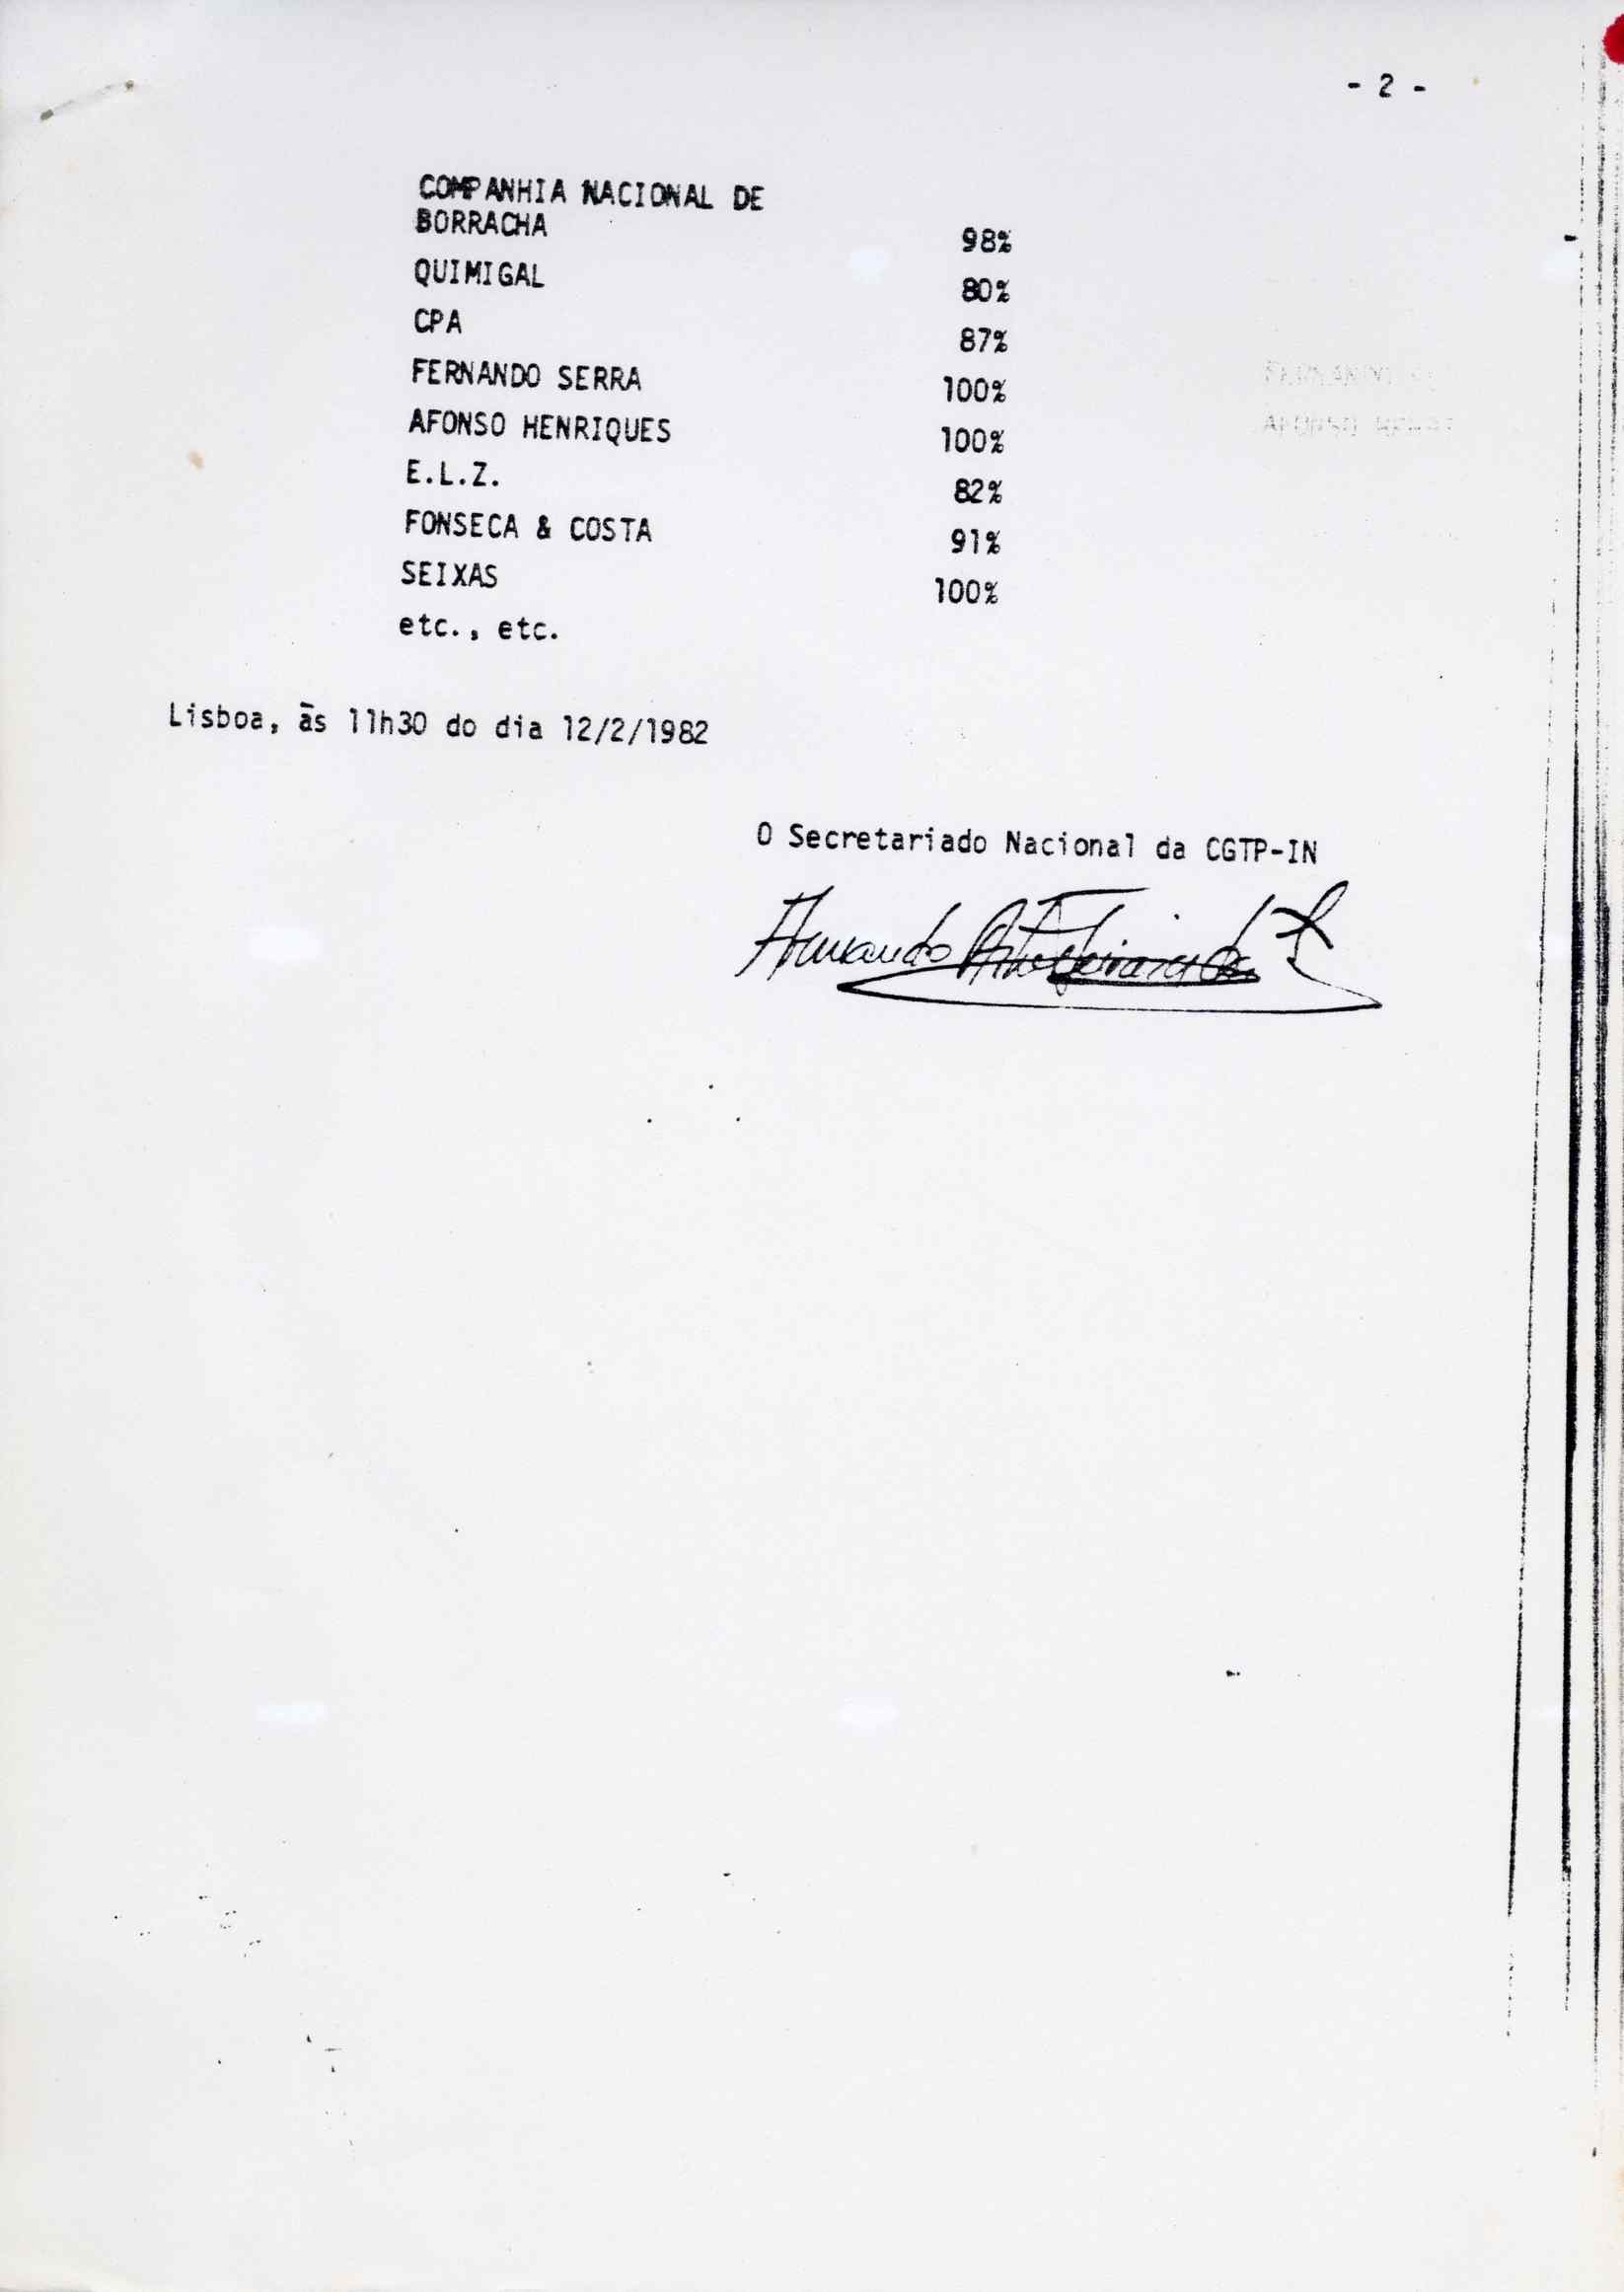 - 2 -
COMPANHIA NACIONAL DE
BORRACHA 98%
QUIMIGAL 80%
CPA 87%
FERNANDO SERRA 100%
AFONSO HENRIQUES 100%
E.L.Z. 82%
FONSECA & COSTA 91%
SEIXAS 100%
etc., etc.
Lisboa, às 11h30 do dia 12/2/1982
O Secretariado Nacional da CGTP-IN
Armando